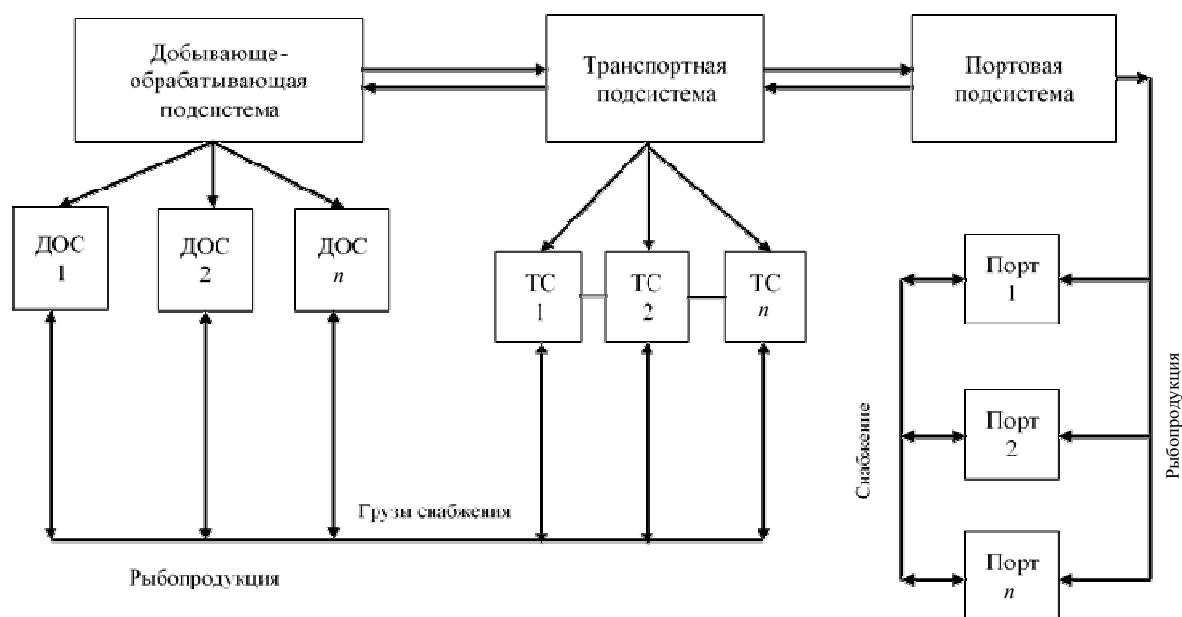 Добывающе-
обрабатывающая
подсистема
Транспортная
подсистема
Портовая
подсистема
ДОС
1
ДОС
2
ДОС
n
ТС
1
ТС
2
ТС
n
Порт
1
Порт
2
Порт
n
Снабжение
Рыбопродукция
Грузы снабжения
Рыбопродукция